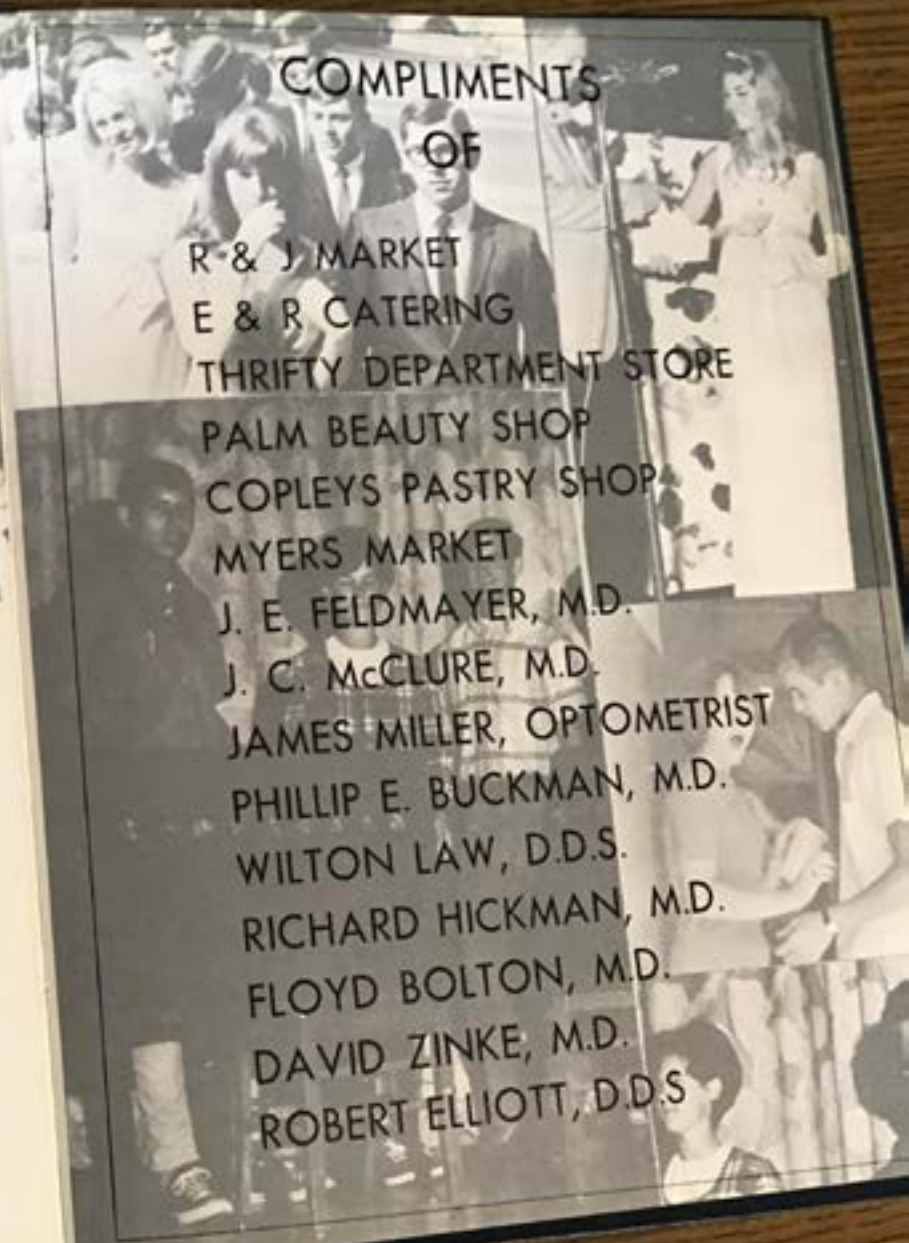 COMPLIMENTS
OF
R & J MARKET
E & R CATERING
THRIFTY DEPARTMENT STORE
PALM BEAUTY SHOP
COPLEYS PASTRY SHOP
MYERS MARKET
J. E. FELDMAYER, M.D.
J. C. McCLURE, M.D.
JAMES MILLER, OPTOMETRIST
PHILLIP E. BUCKMAN, M.D.
WILTON LAW, D.D.S.
RICHARD HICKMAN, M.D.
FLOYD BOLTON, M.D.
DAVID ZINKE, M.D.
ROBERT ELLIOTT, D.D.S